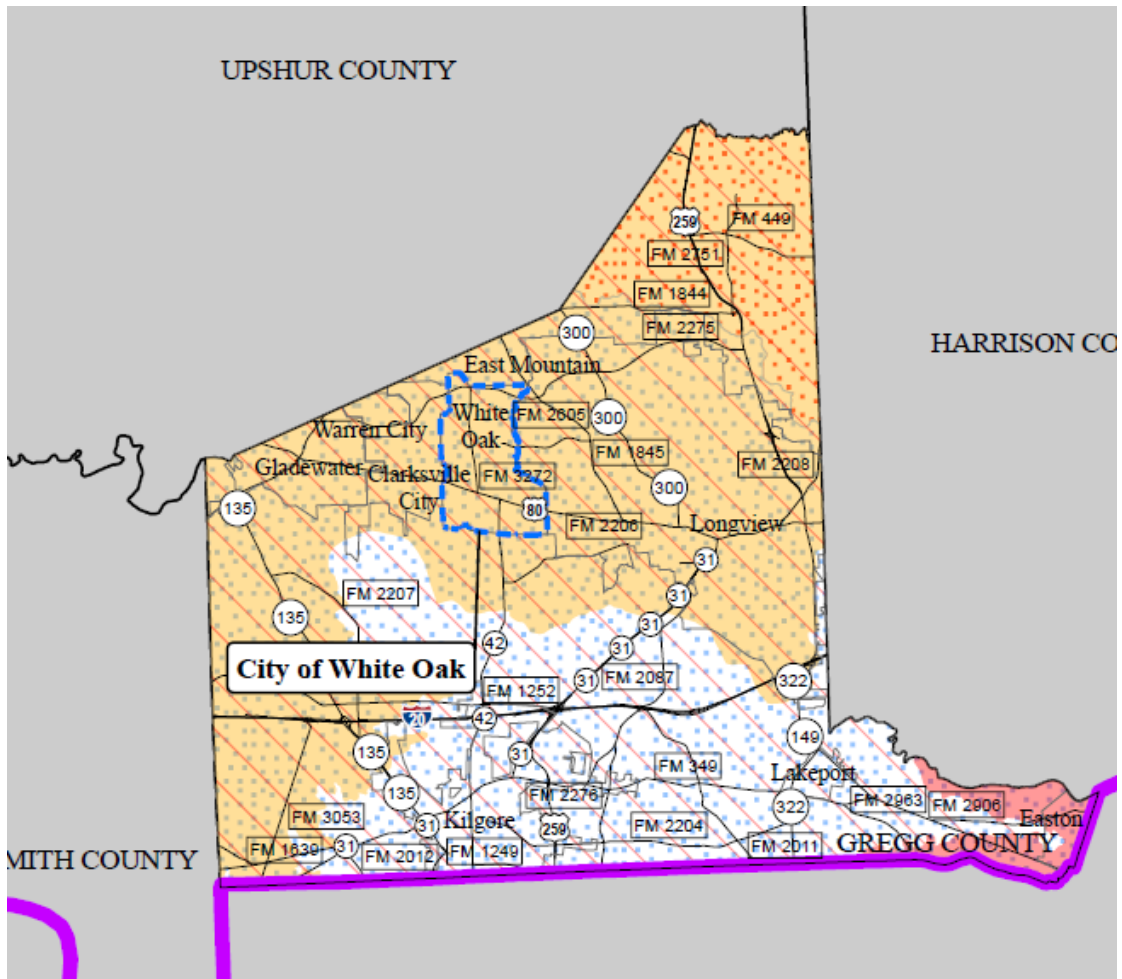 UPSHUR COUNTY
259
FM 449
FM 2751
FM 1844
300
FM 2275
HARRISON CO
East Mountain
White
Oak
FM 2605
300
Warren City
FM 1845
Gladewater
Clarksville
City
FM 3272
FM 2208
300
135
80
FM 2206
Longview
31
FM 2207
31
135
31
42
31
City of White Oak
31
FM 2087
322
FM 1252
20
42
149
135
31
FM 349
Lakeport
135
FM 2276
322
FM 2963
FM 2906
FM 3053
31
Kilgore
259
FM 2204
Easton
FM 1639
31
FM 2012
FM 1249
FM 2011
GREGG COUNTY
MITH COUNTY